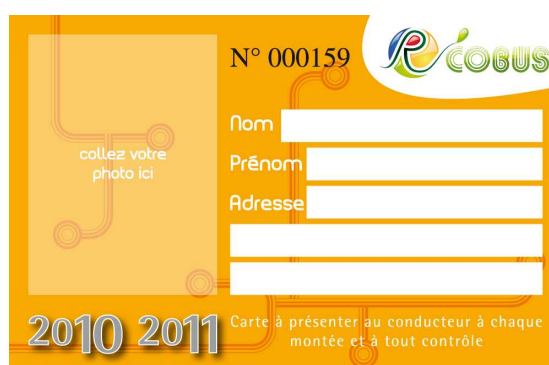 N° 000159
R'COBUS
Nom
collez votre
photo ici
Prénom
Adresse
2010 2011
Carte à présenter au conducteur à chaque
montée et à tout contrôle